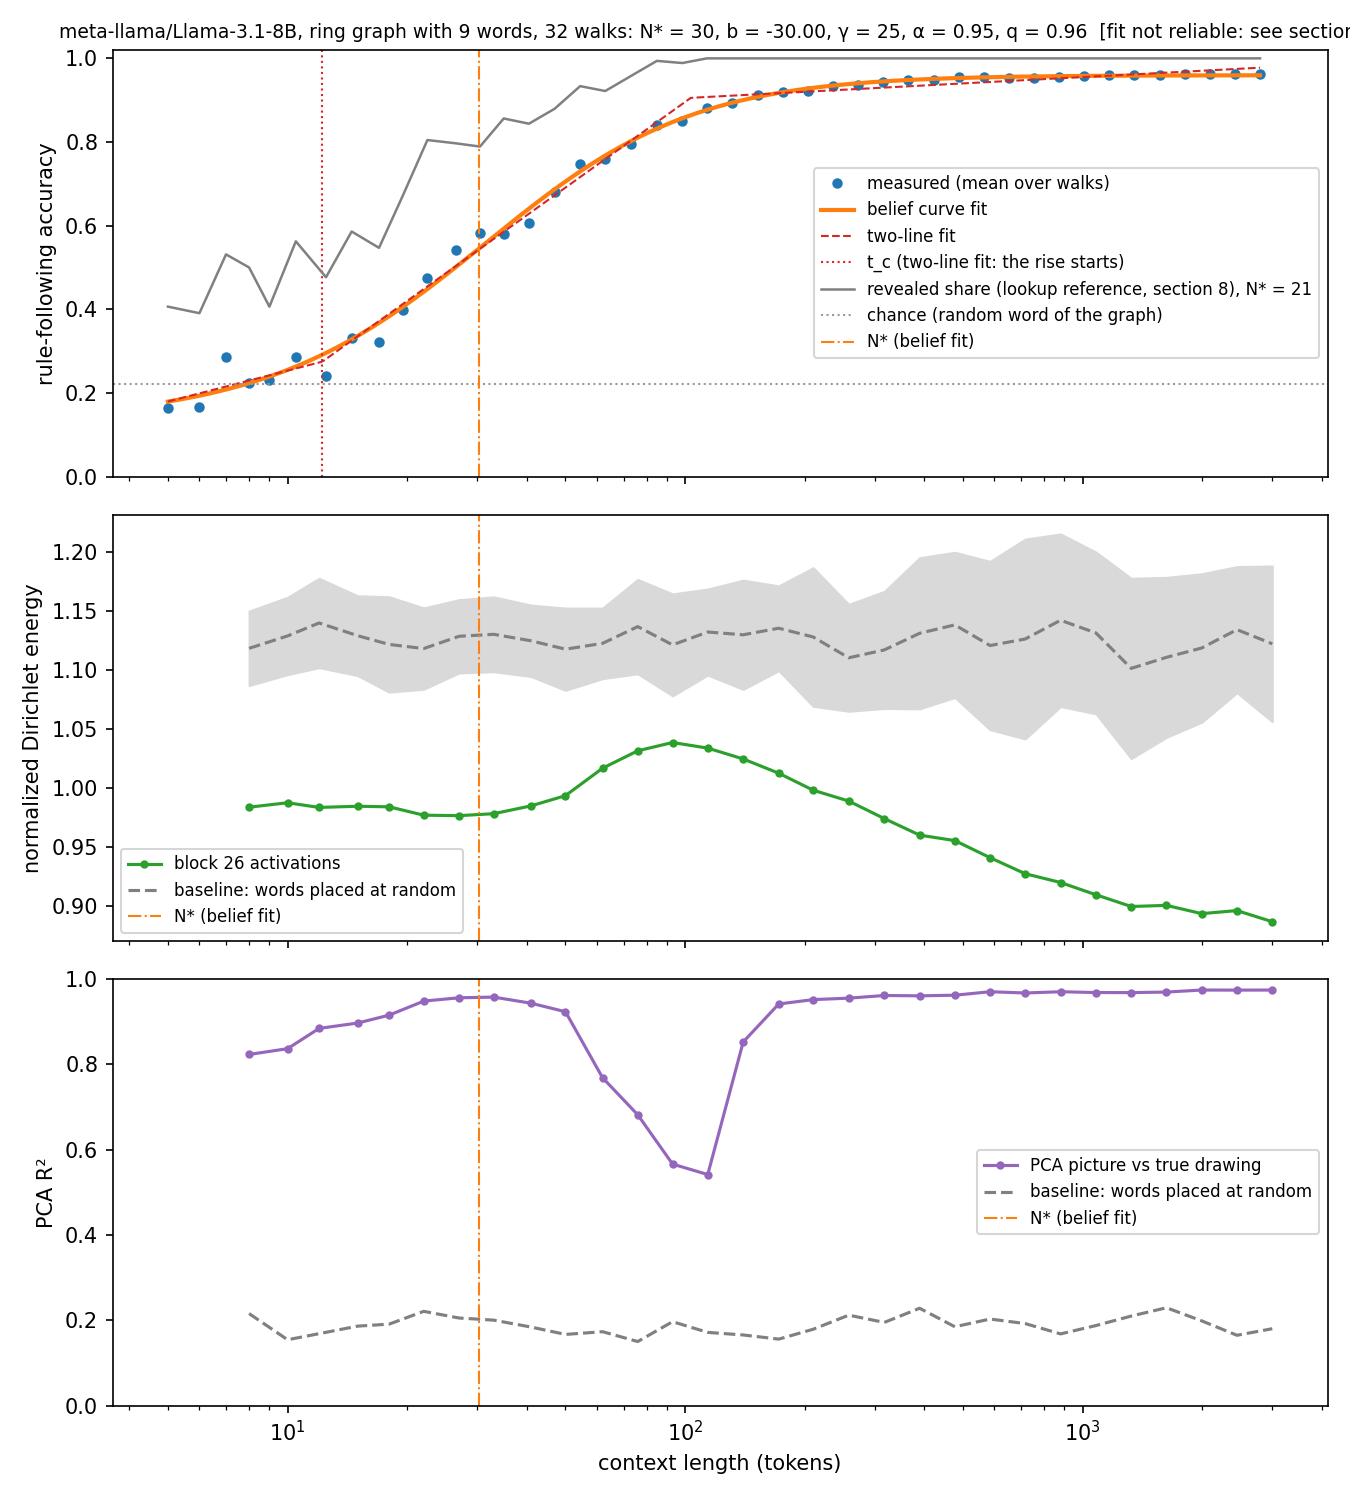 meta-llama/Llama-3.1-8B, ring graph with 9 words, 32 walks: N* = 30, b = -30.00, γ = 25, α = 0.95, q = 0.96 [fit not reliable: see section
1.0
0.8
0.6
0.4
0.2
0.0
rule-following accuracy
measured (mean over walks)
belief curve fit
two-line fit
t_c (two-line fit: the rise starts)
revealed share (lookup reference, section 8), N* = 21
chance (random word of the graph)
N* (belief fit)
1.20
1.15
1.10
1.05
1.00
0.95
0.90
normalized Dirichlet energy
block 26 activations
baseline: words placed at random
N* (belief fit)
1.0
0.8
0.6
0.4
0.2
0.0
PCA R²
PCA picture vs true drawing
baseline: words placed at random
N* (belief fit)
10¹ 10² 10³
context length (tokens)